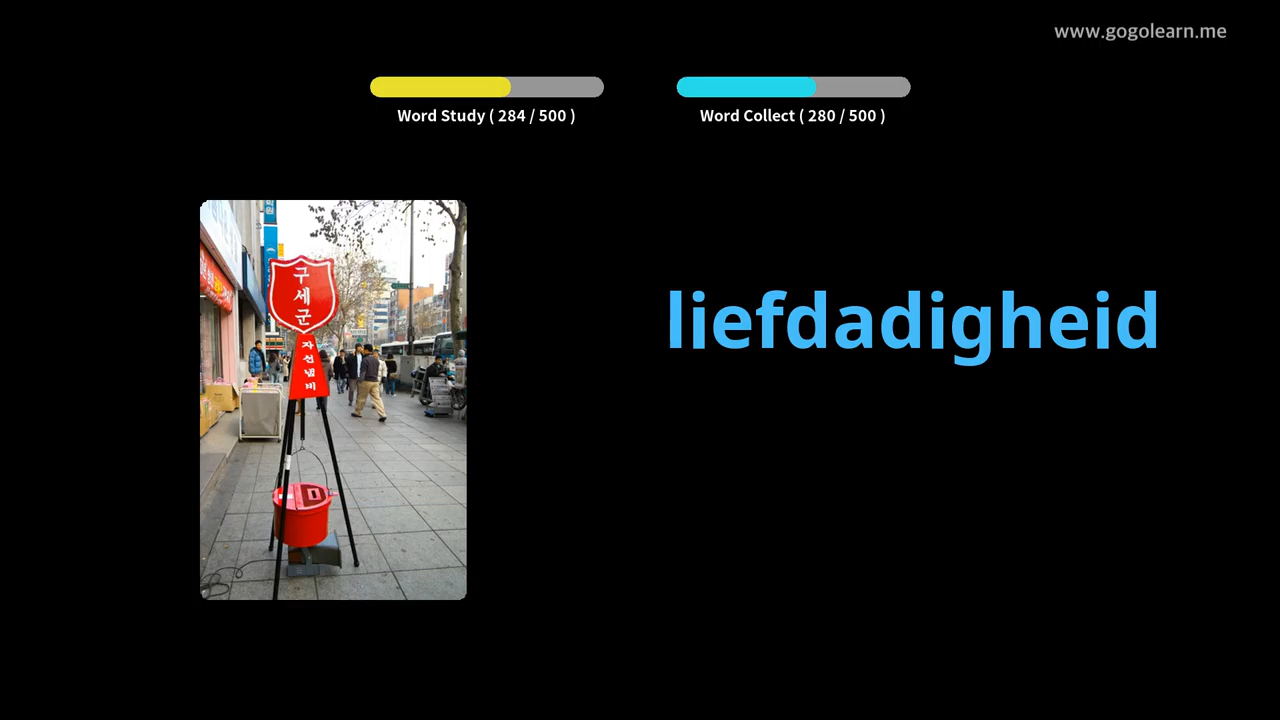 www.gogolearn.me
Word Study ( 284 / 500 )
Word Collect ( 280 / 500 )
구
세
군
자
선
냄
비
liefdadigheid